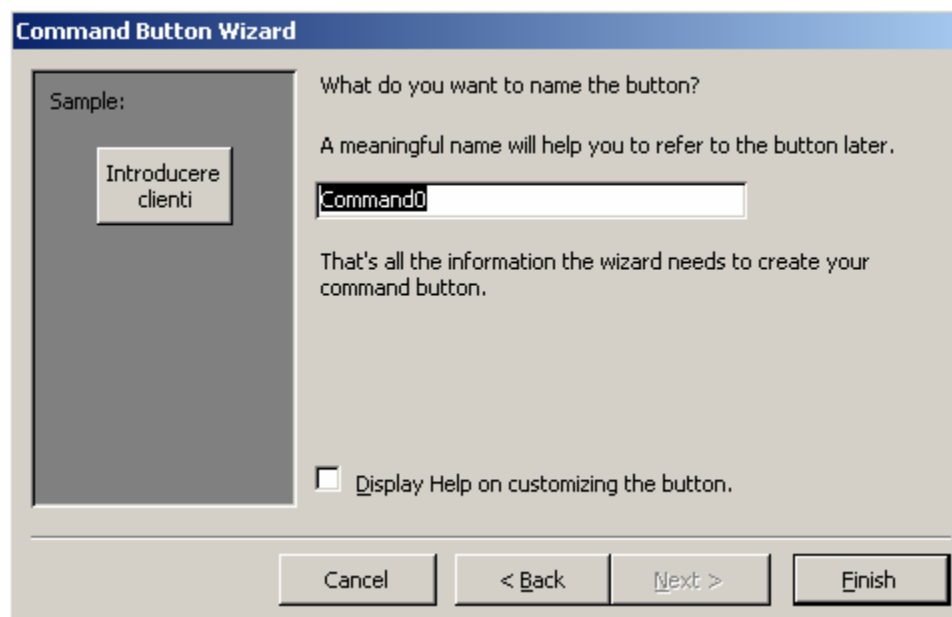 Command Button Wizard
Sample:
Introducere
clienti
What do you want to name the button?
A meaningful name will help you to refer to the button later.
Command0
That's all the information the wizard needs to create your
command button.
Display Help on customizing the button.
Cancel
< Back
Next >
Finish